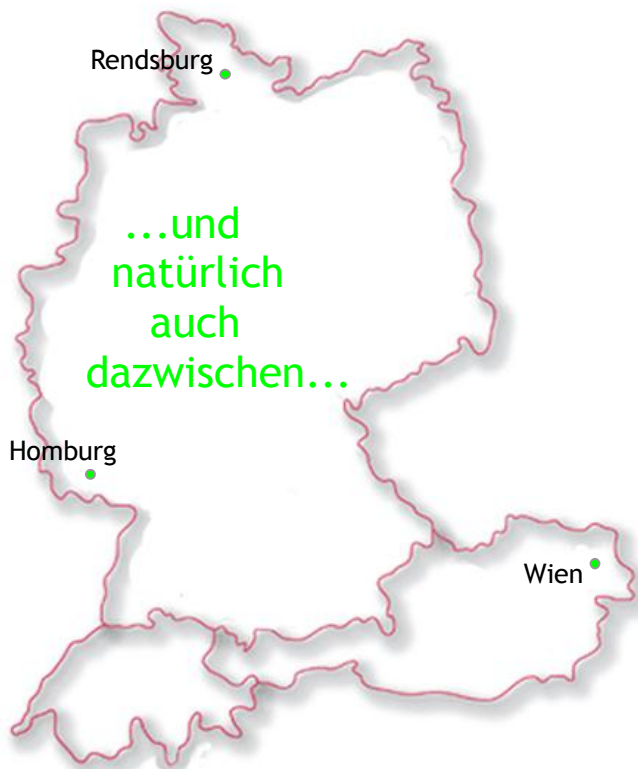 Rendsburg
...und
natürlich
auch
dazwischen...
Homburg
Wien